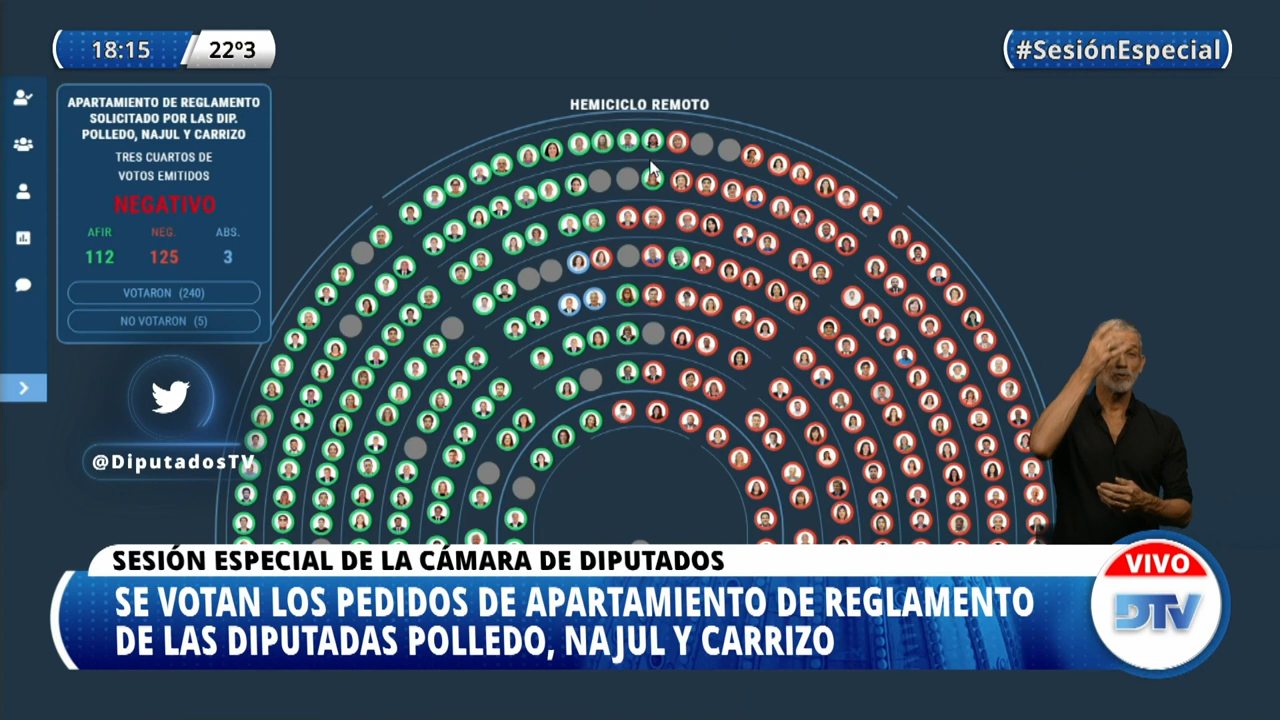 18:15
22º3
#SesiónEspecial
APARTAMIENTO DE REGLAMENTO
SOLICITADO POR LAS DIP.
POLLEDO, NAJUL Y CARRIZO
TRES CUARTOS DE
VOTOS EMITIDOS
NEGATIVO
AFIR NEG. ABS.
112 125 3
VOTARON (240)
NO VOTARON (5)
HEMICICLO REMOTO
@DiputadosTV
SESIÓN ESPECIAL DE LA CÁMARA DE DIPUTADOS
SE VOTAN LOS PEDIDOS DE APARTAMIENTO DE REGLAMENTO
DE LAS DIPUTADAS POLLEDO, NAJUL Y CARRIZO
VIVO
DTV